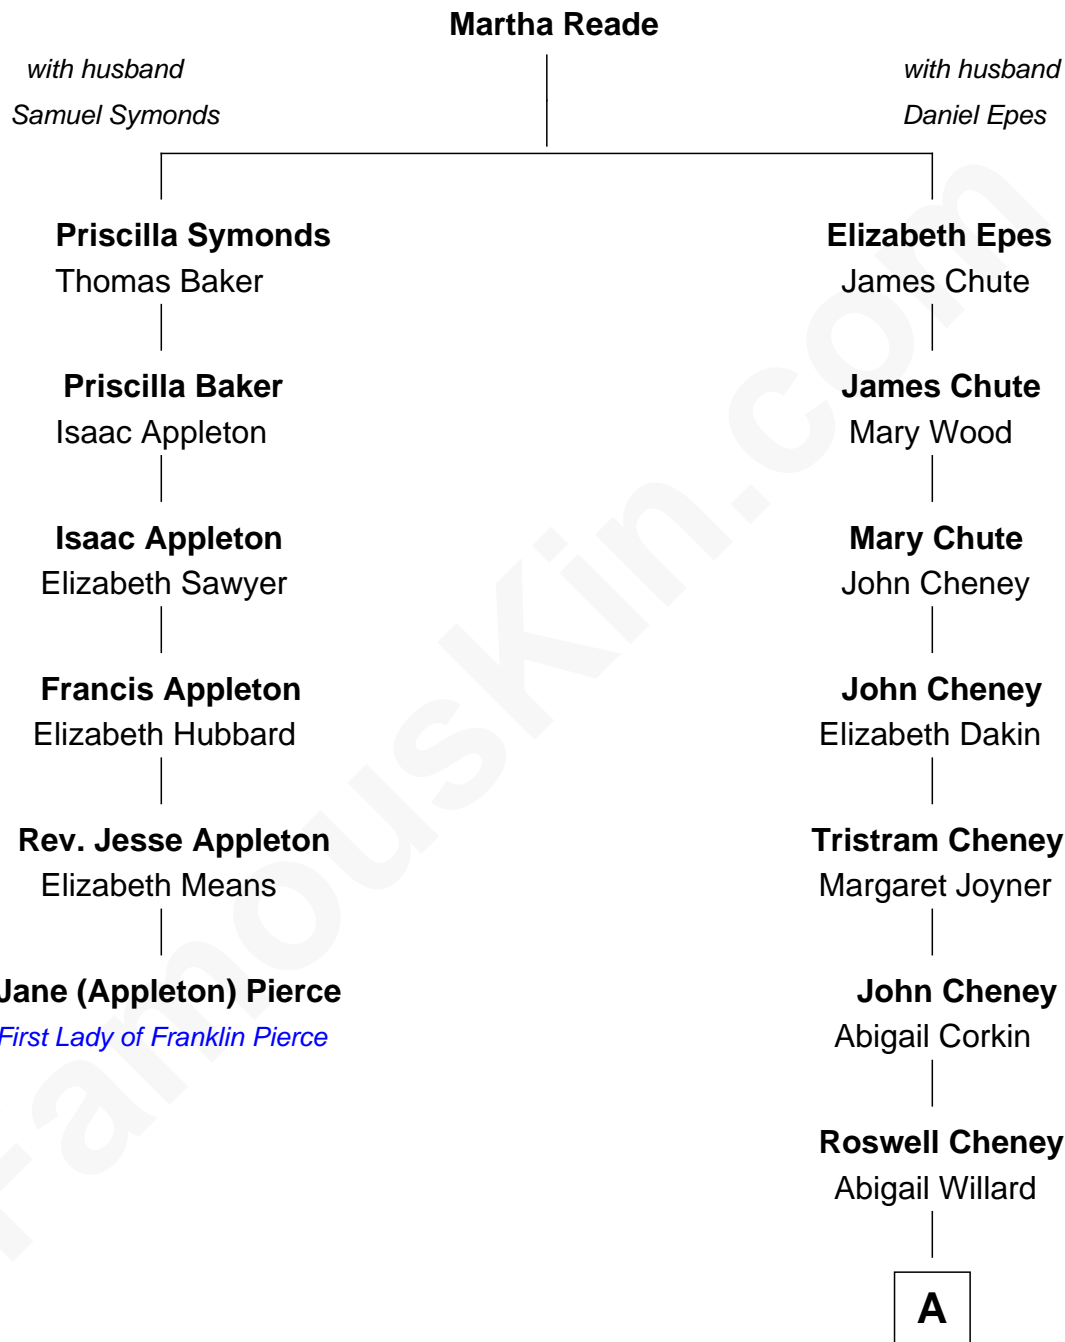 Martha Reade
with husband
Samuel Symonds
with husband
Daniel Epes
Priscilla Symonds
Thomas Baker
Elizabeth Epes
James Chute
Priscilla Baker
Isaac Appleton
James Chute
Mary Wood
Isaac Appleton
Elizabeth Sawyer
Mary Chute
John Cheney
Francis Appleton
Elizabeth Hubbard
John Cheney
Elizabeth Dakin
Rev. Jesse Appleton
Elizabeth Means
Tristram Cheney
Margaret Joyner
Jane (Appleton) Pierce
First Lady of Franklin Pierce
John Cheney
Abigail Corkin
Roswell Cheney
Abigail Willard
A
FamousKin.com